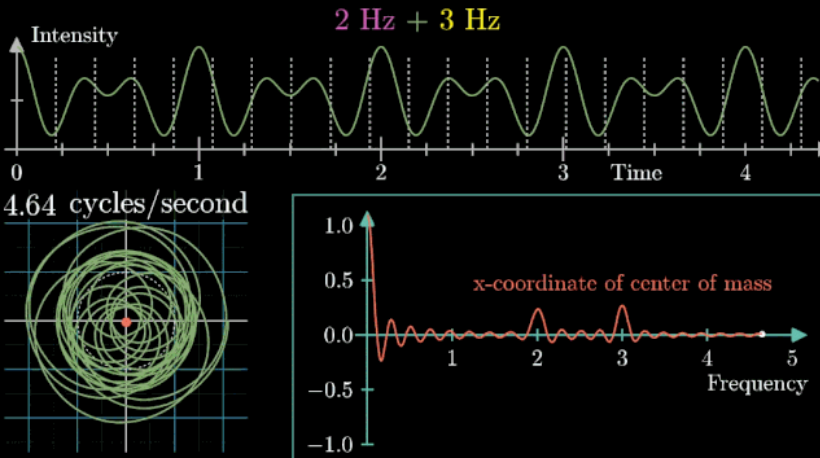 2 Hz + 3 Hz
Intensity
0 1 2 3 Time 4
4.64 cycles/second
1.0
0.5
x-coordinate of center of mass
0.0
1 2 3 4 5
Frequency
−0.5
−1.0